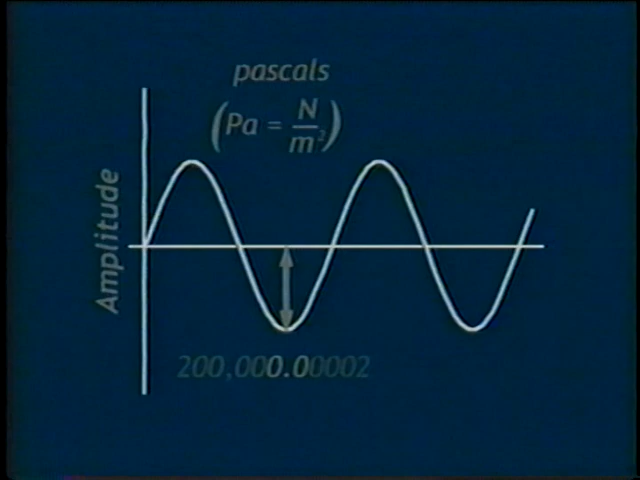 pascals
(Pa = N/m²)
Amplitude
200,000.00002